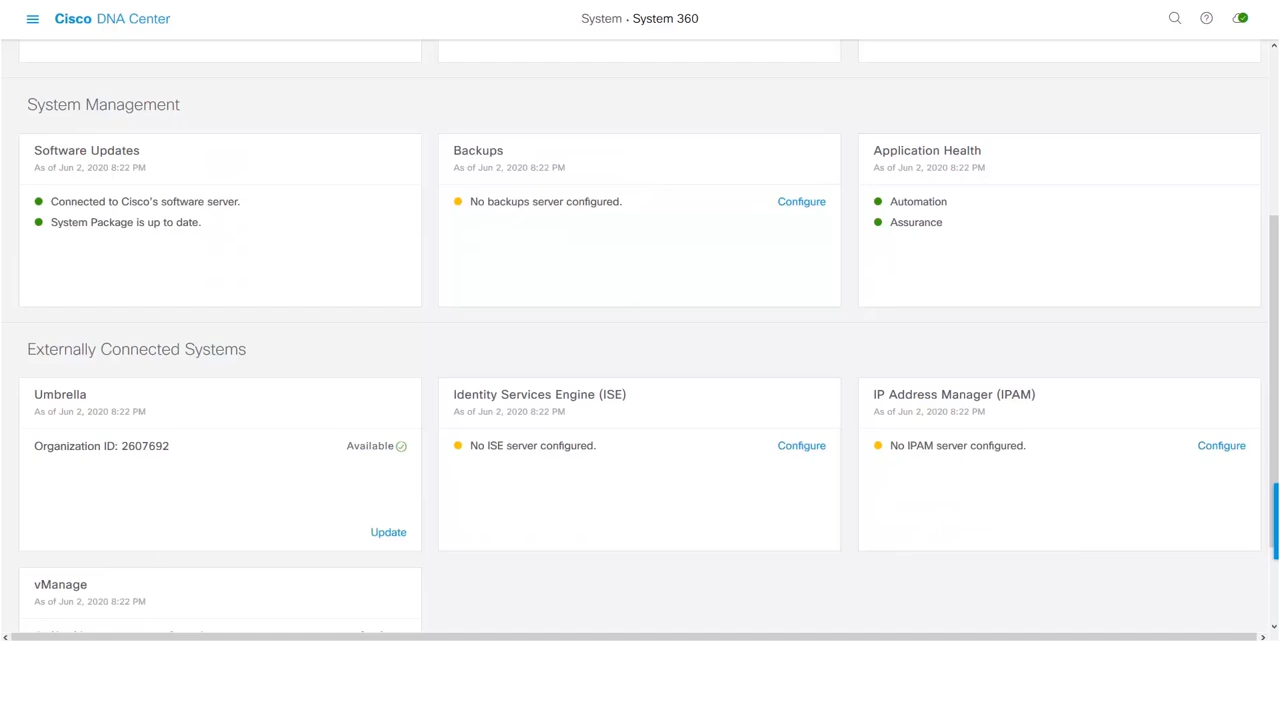 Cisco DNA Center
System • System 360
System Management
Software Updates
As of Jun 2, 2020 8:22 PM
Connected to Cisco's software server.
System Package is up to date.
Backups
As of Jun 2, 2020 8:22 PM
No backups server configured.
Configure
Application Health
As of Jun 2, 2020 8:22 PM
Automation
Assurance
Externally Connected Systems
Umbrella
As of Jun 2, 2020 8:22 PM
Organization ID: 2607692
Available
Update
Identity Services Engine (ISE)
As of Jun 2, 2020 8:22 PM
No ISE server configured.
Configure
IP Address Manager (IPAM)
As of Jun 2, 2020 8:22 PM
No IPAM server configured.
Configure
vManage
As of Jun 2, 2020 8:22 PM